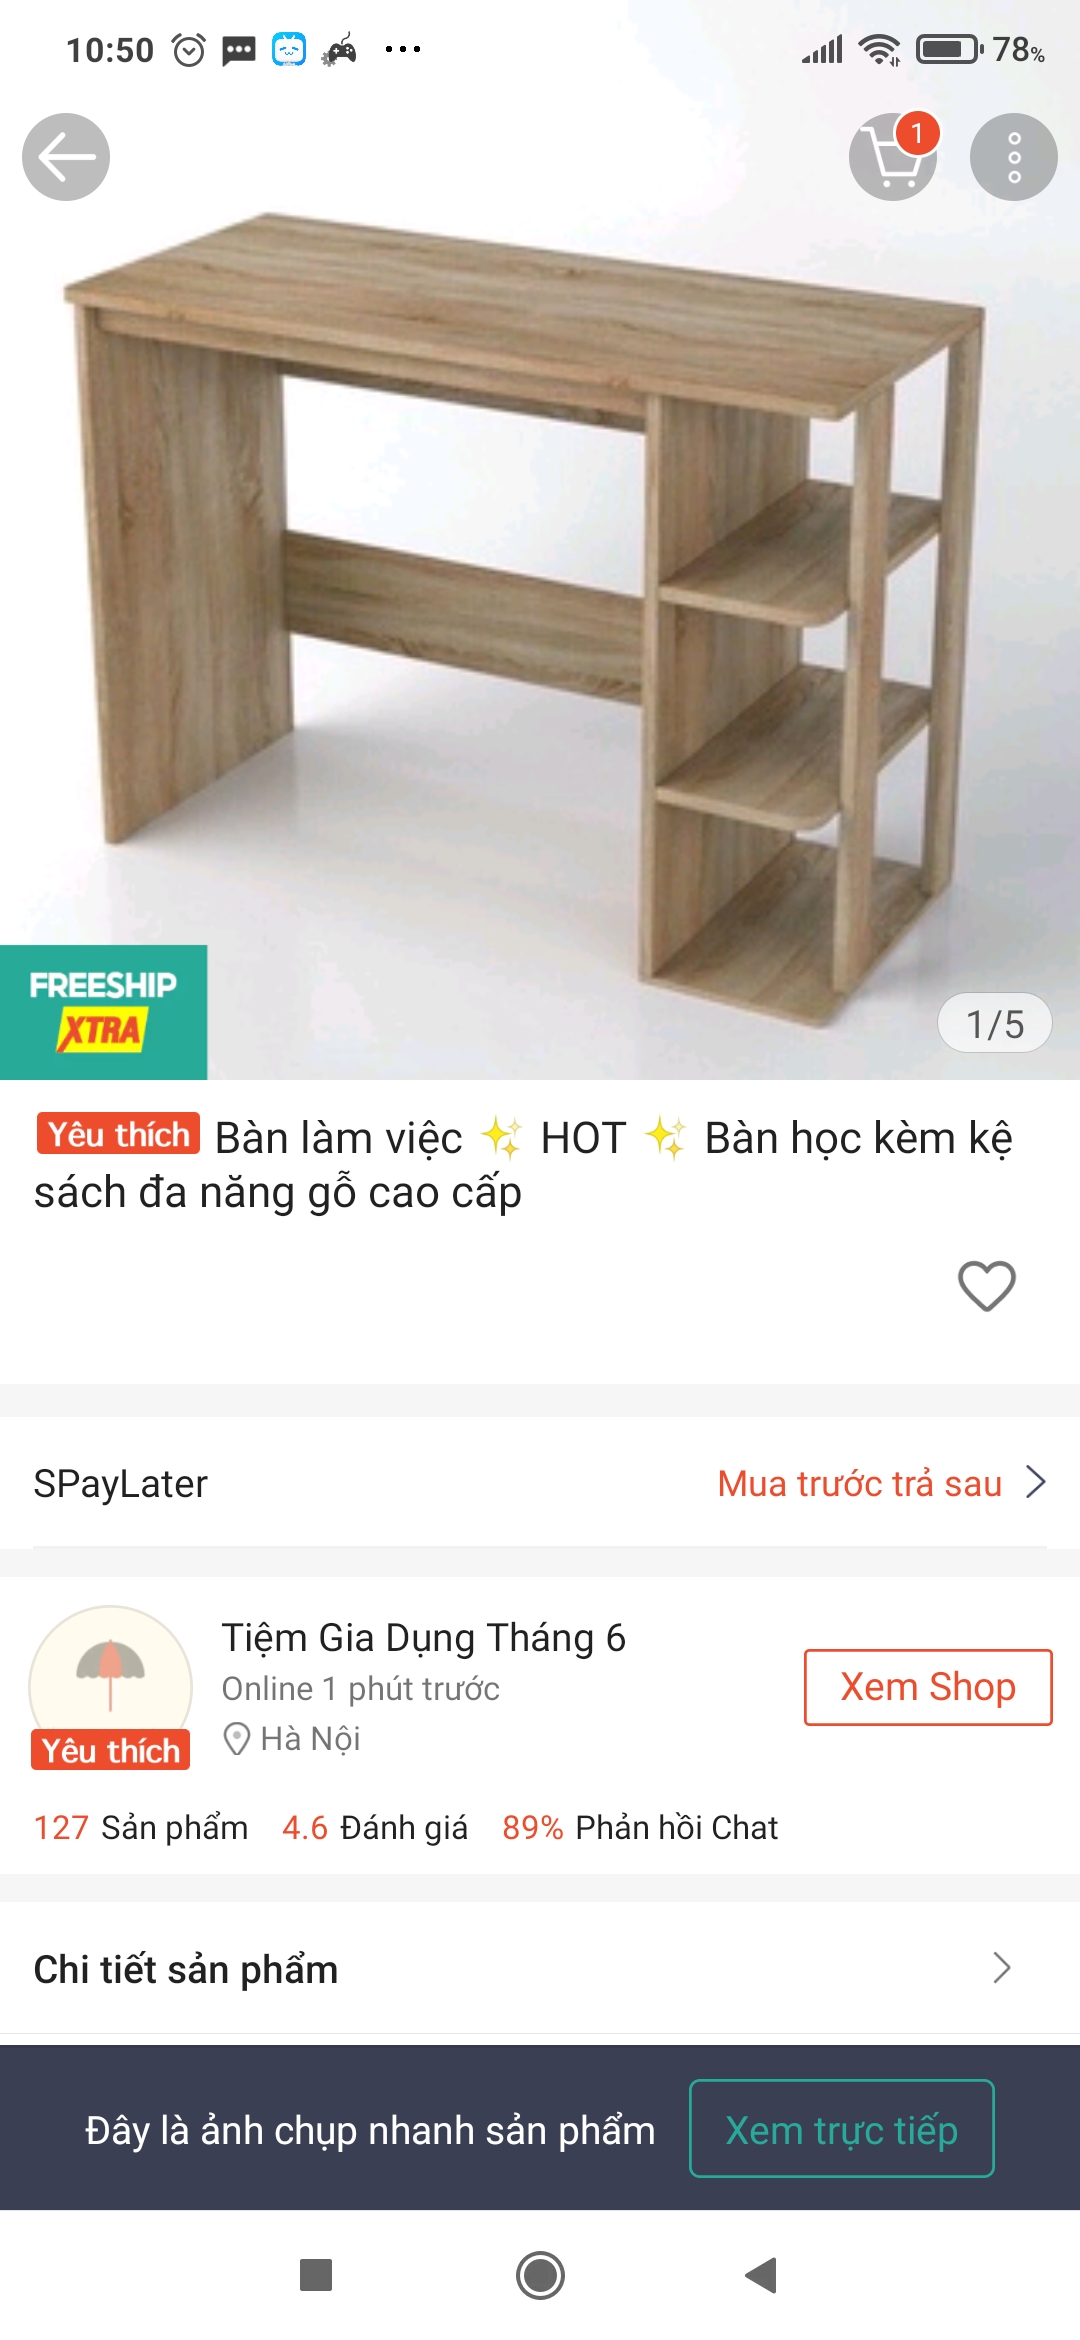 10:50
78%
1
FREESHIP
XTRA
1/5
Yêu thích Bàn làm việc ✨ HOT ✨ Bàn học kèm kệ
sách đa năng gỗ cao cấp
SPayLater
Mua trước trả sau
Tiệm Gia Dụng Tháng 6
Online 1 phút trước
Hà Nội
Yêu thích
Xem Shop
127 Sản phẩm 4.6 Đánh giá 89% Phản hồi Chat
Chi tiết sản phẩm
Đây là ảnh chụp nhanh sản phẩm
Xem trực tiếp